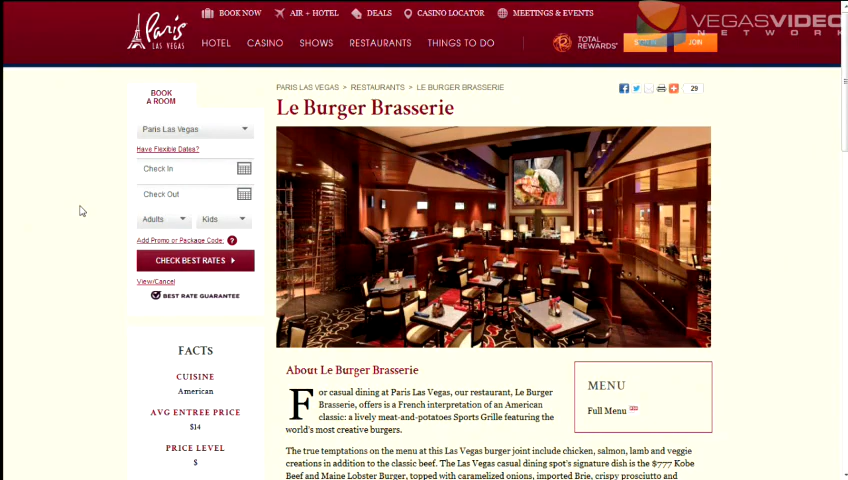 BOOK NOW
AIR + HOTEL
DEALS
CASINO LOCATOR
MEETINGS & EVENTS
VEGASVIDEO
NETWORK
Paris
LAS VEGAS
HOTEL
CASINO
SHOWS
RESTAURANTS
THINGS TO DO
TOTAL
REWARDS®
JOIN
BOOK
A ROOM
Paris Las Vegas
Have Flexible Dates?
Check In
Check Out
Adults
Kids
Add Promo or Package Code
?
CHECK BEST RATES
View/Cancel
BEST RATE GUARANTEE
FACTS
CUISINE
American
AVG ENTREE PRICE
$14
PRICE LEVEL
$
PARIS LAS VEGAS > RESTAURANTS > LE BURGER BRASSERIE
29
Le Burger Brasserie
About Le Burger Brasserie
For casual dining at Paris Las Vegas, our restaurant, Le Burger
Brasserie, offers is a French interpretation of an American
classic: a lively meat-and-potatoes Sports Grille featuring the
world's most creative burgers.
The true temptations on the menu at this Las Vegas burger joint include chicken, salmon, lamb and veggie
creations in addition to the classic beef. The Las Vegas casual dining spot's signature dish is the $777 Kobe
Beef and Maine Lobster Burger, topped with caramelized onions, imported Brie, crispy prosciutto and
MENU
Full Menu